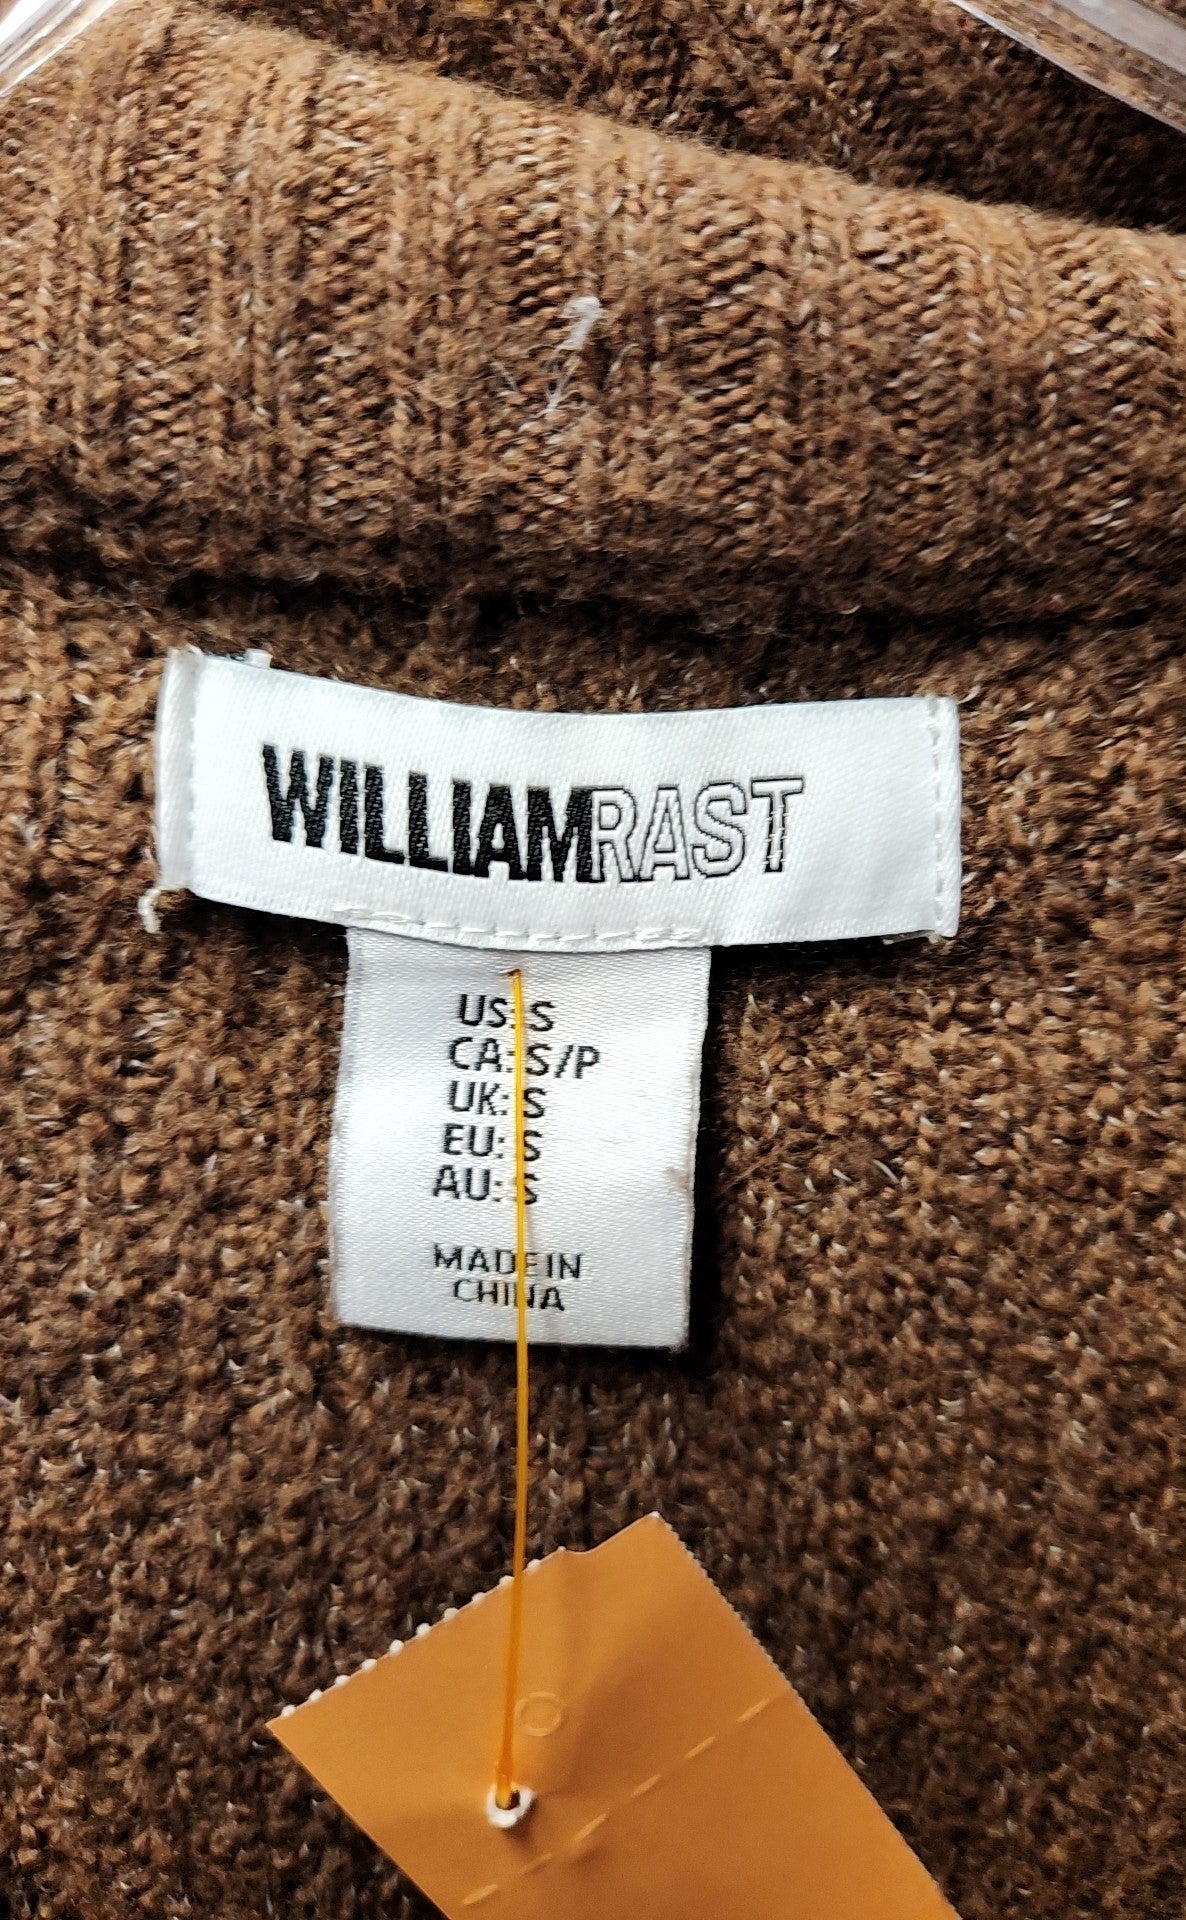 WILLIAMRAST
US: S
CA: S/P
UK: S
EU: S
AU: S
MADE IN
CHINA